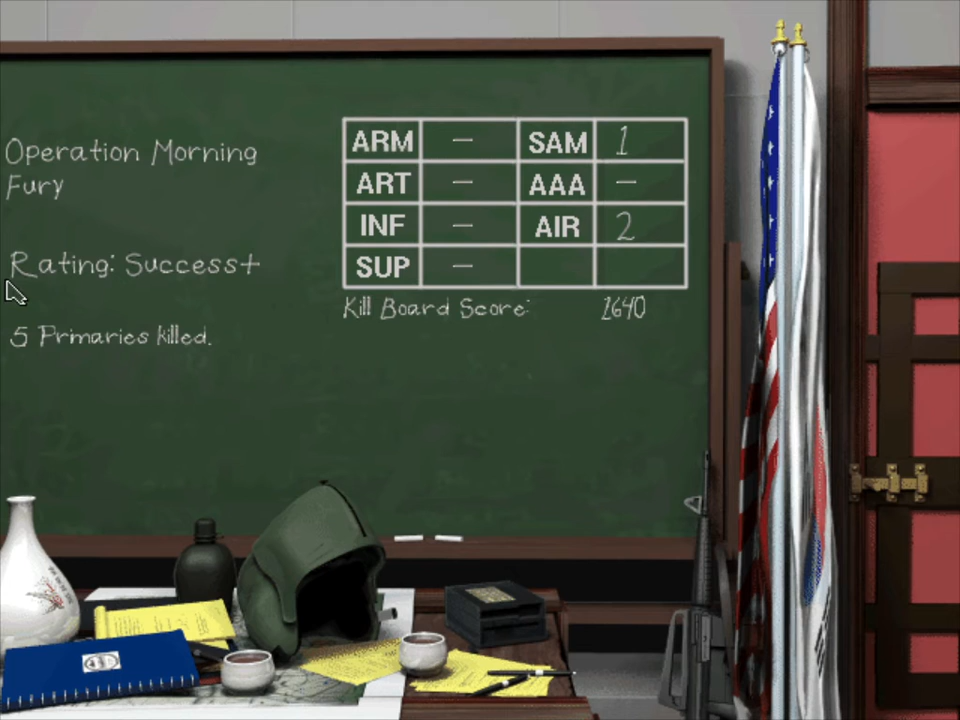 Operation Morning
Fury
Rating: Success+
5 Primaries killed.
ARM – SAM 1
ART – AAA –
INF – AIR 2
SUP –
Kill Board Score: 1640